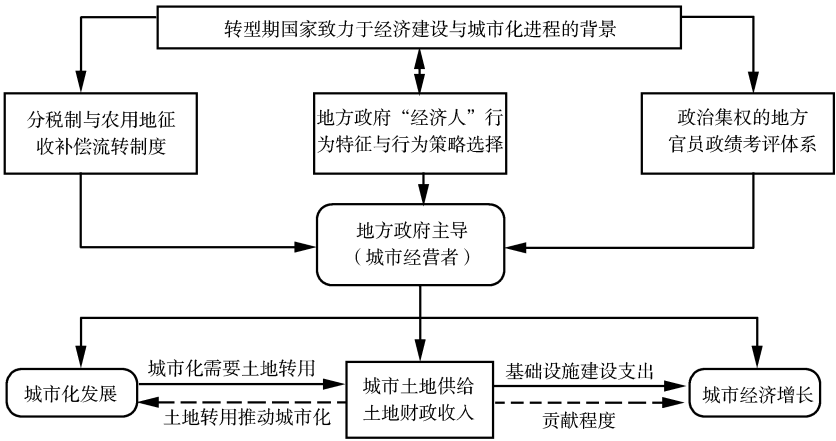 转型期国家致力于经济建设与城市化进程的背景
分税制与农用地征
收补偿流转制度
地方政府“经济人”行
为特征与行为策略选择
政治集权的地方
官员政绩考评体系
地方政府主导
（城市经营者）
城市化发展
城市化需要土地转用
土地转用推动城市化
城市土地供给
土地财政收入
基础设施建设支出
贡献程度
城市经济增长